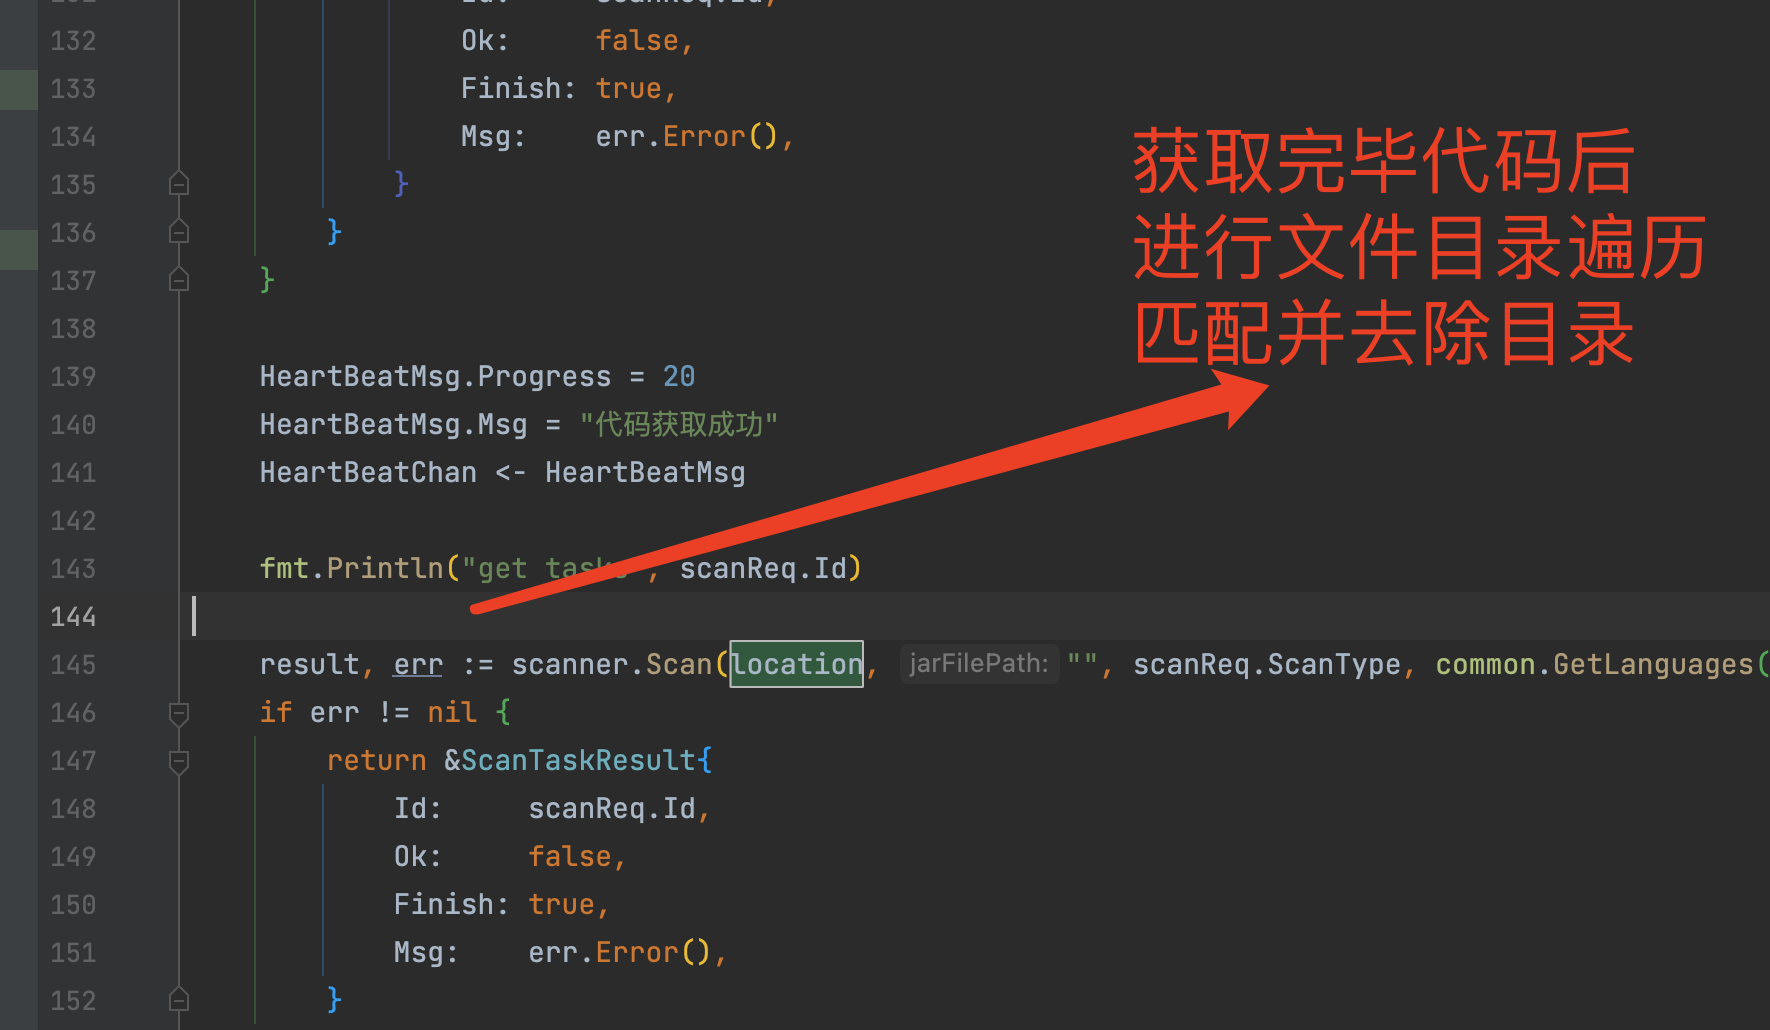 132 Ok: false,
133 Finish: true,
134 Msg: err.Error(),
135 }
136 }
137 }
138
139 HeartBeatMsg.Progress = 20
140 HeartBeatMsg.Msg = "代码获取成功"
141 HeartBeatChan <- HeartBeatMsg
142
143 fmt.Println("get task", scanReq.Id)
144
145 result, err := scanner.Scan(location, jarFilePath: "", scanReq.ScanType, common.GetLanguages(
146 if err != nil {
147 return &ScanTaskResult{
148 Id: scanReq.Id,
149 Ok: false,
150 Finish: true,
151 Msg: err.Error(),
152 }
获取完毕代码后
进行文件目录遍历
匹配并去除目录